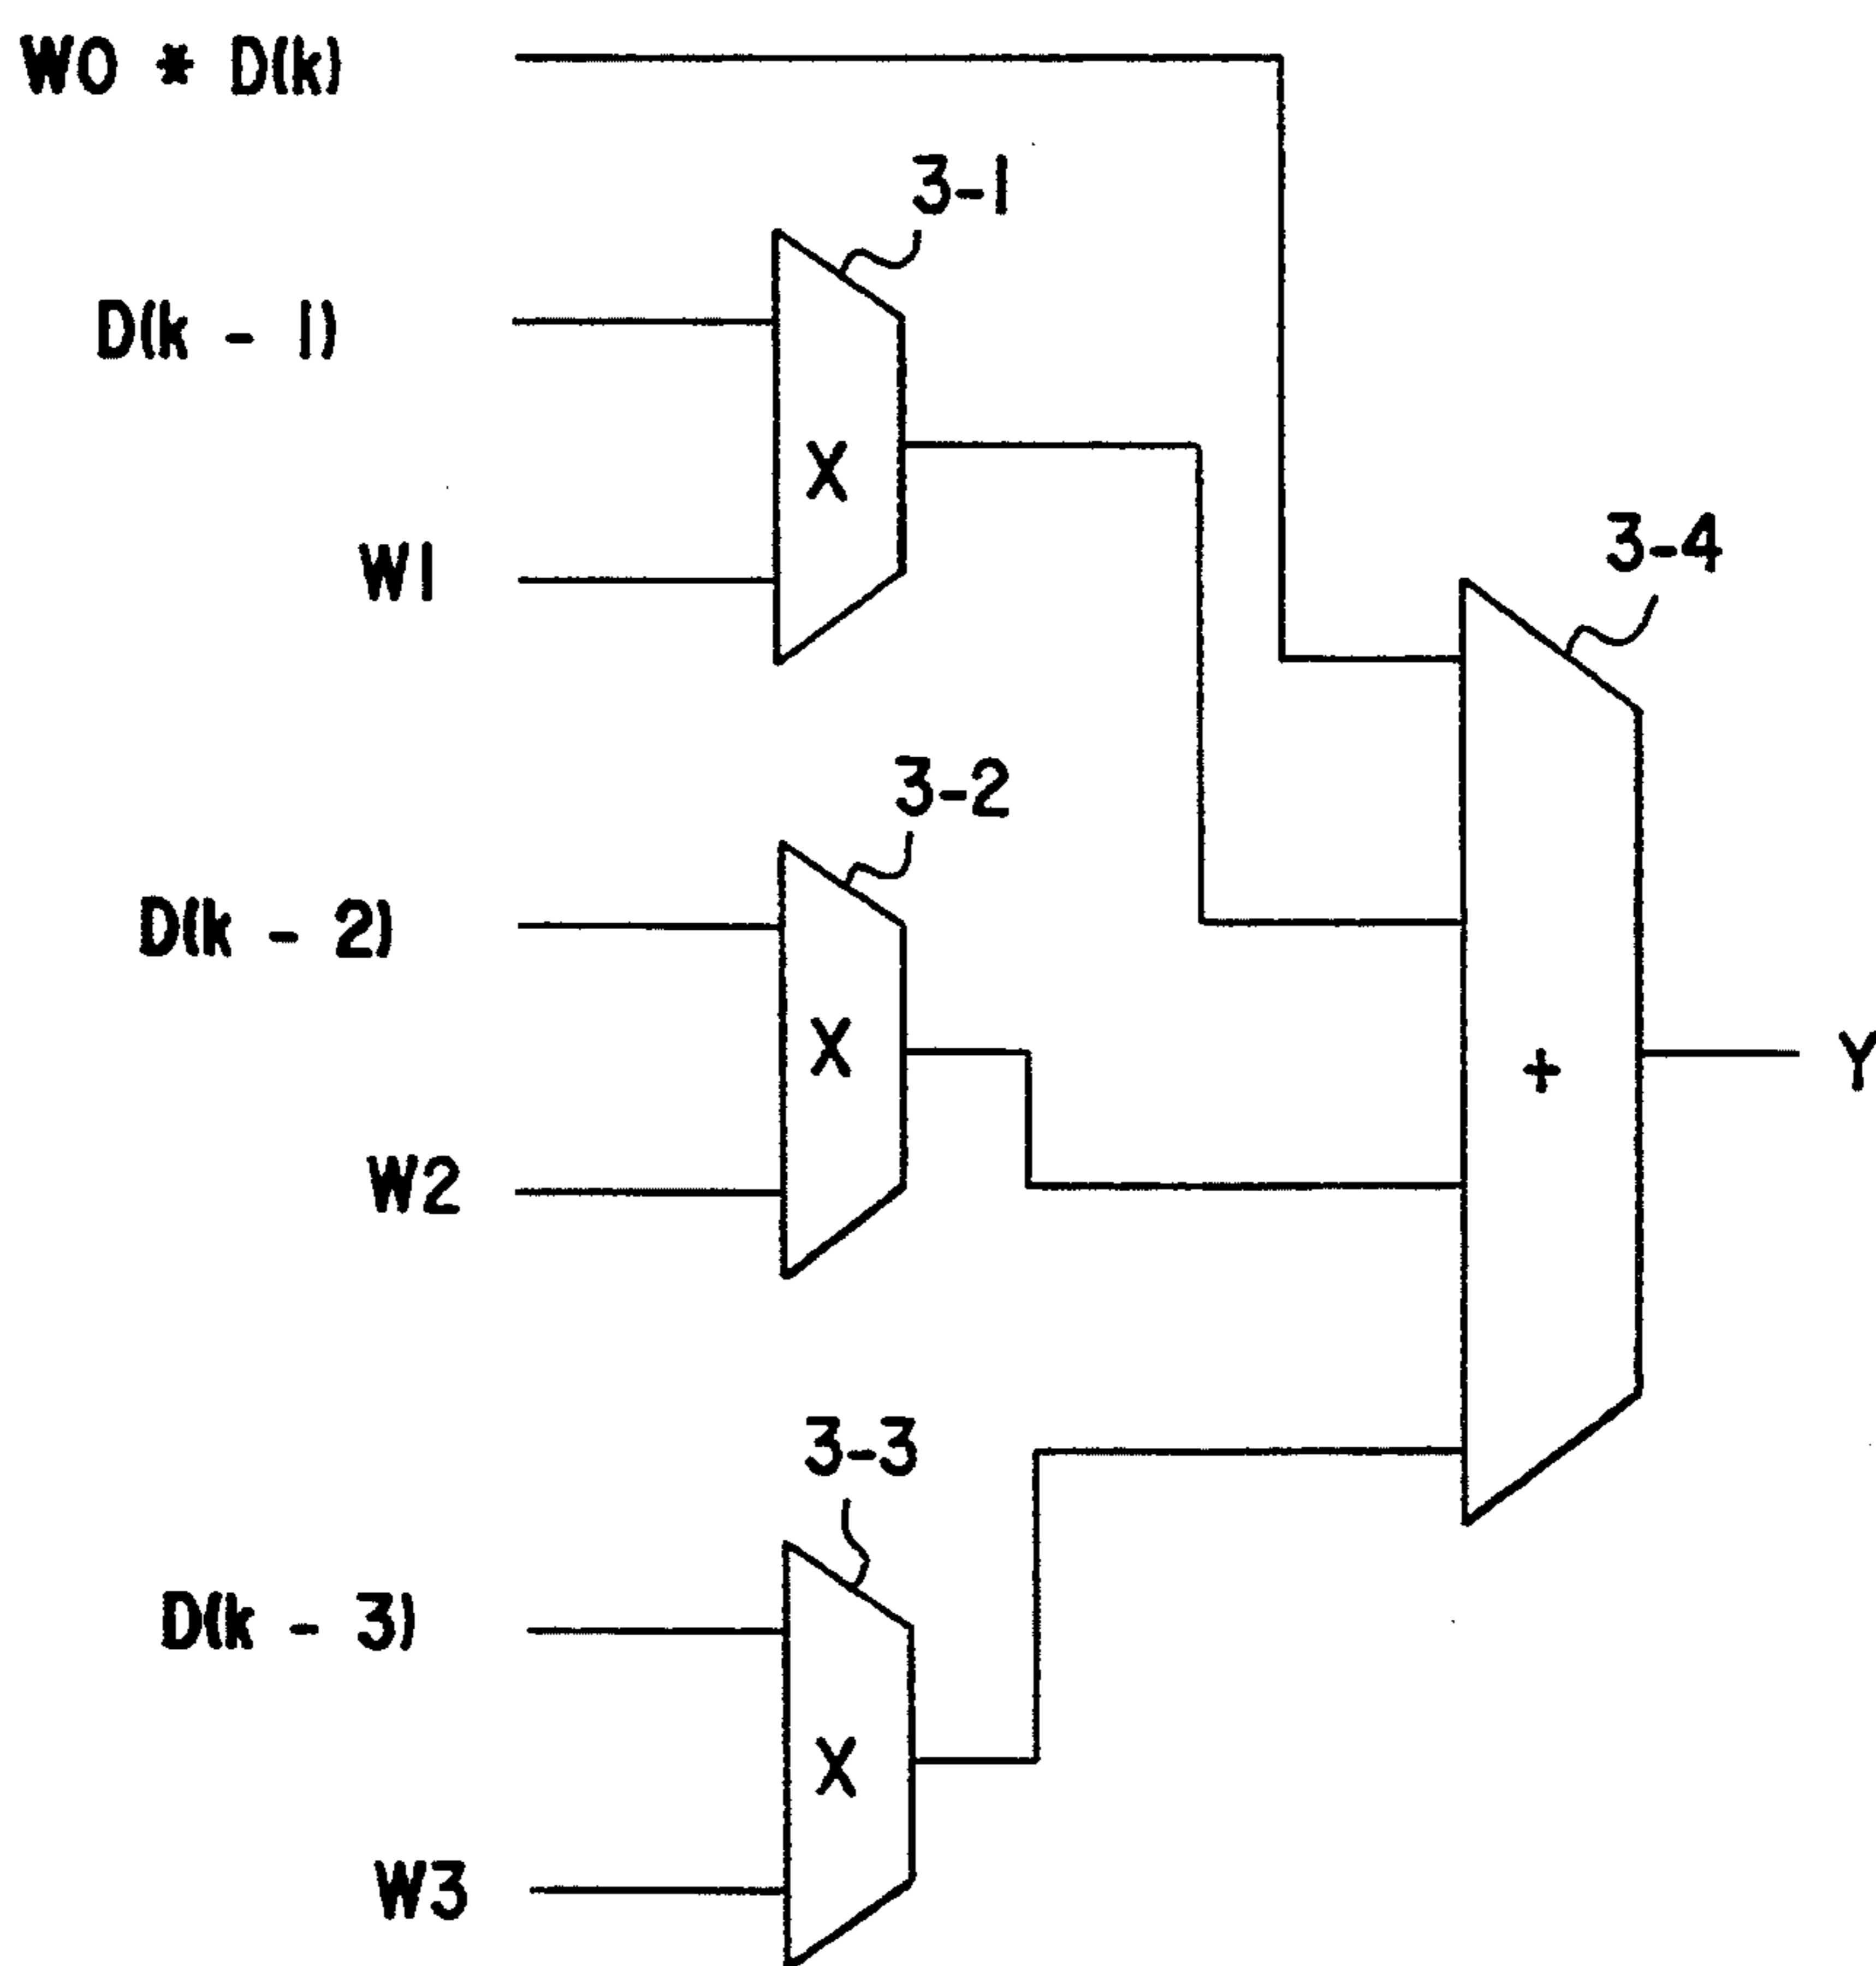 W0 * D(k)
3-1
D(k - 1)
X
W1
3-4
3-2
D(k - 2)
X
+
Y
W2
3-3
D(k - 3)
X
W3